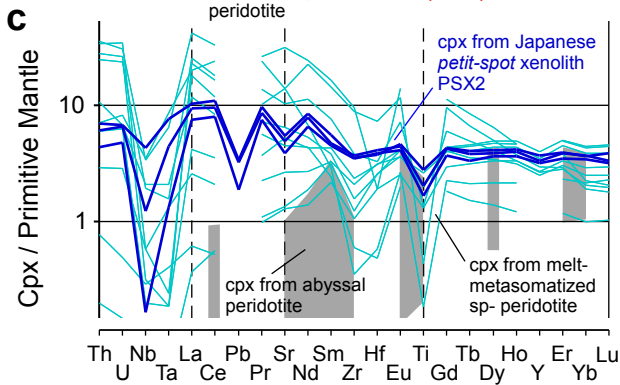 peridotite
c
cpx from Japanese
petit-spot xenolith
PSX2
10
1
Cpx / Primitive Mantle
cpx from abyssal
peridotite
cpx from melt-
metasomatized
sp- peridotite
Th Nb La Pb Sr Sm Hf Ti Tb Ho Er Lu
U Ta Ce Pr Nd Zr Eu Gd Dy Y Yb